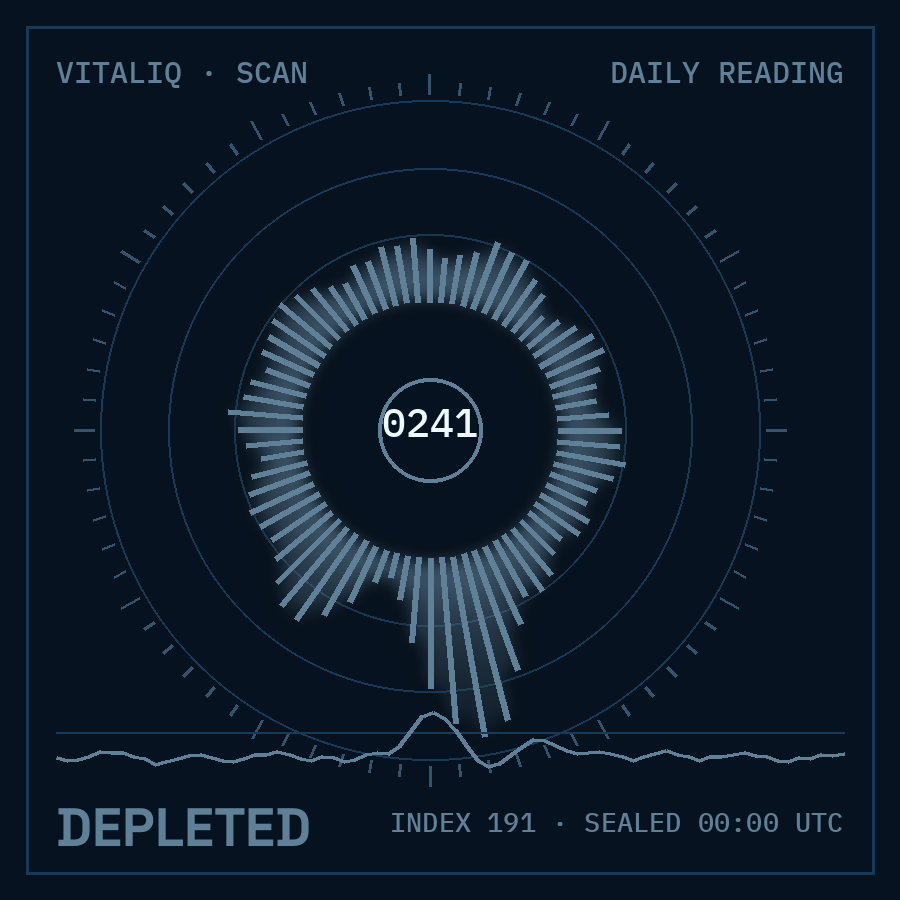 VITALIQ · SCAN
DAILY READING
0241
DEPLETED
INDEX 191 · SEALED 00:00 UTC